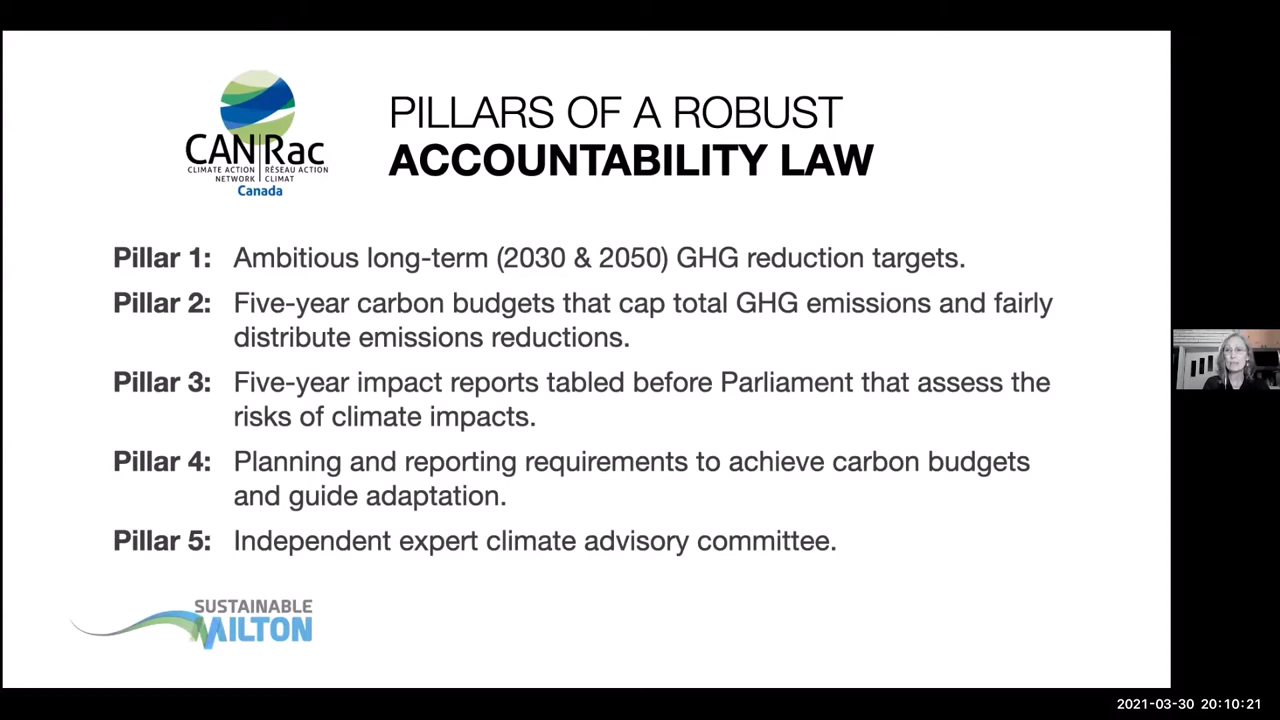 CAN Rac
CLIMATE ACTION RÉSEAU ACTION
NETWORK CLIMAT
Canada
PILLARS OF A ROBUST
ACCOUNTABILITY LAW
Pillar 1: Ambitious long-term (2030 & 2050) GHG reduction targets.
Pillar 2: Five-year carbon budgets that cap total GHG emissions and fairly
distribute emissions reductions.
Pillar 3: Five-year impact reports tabled before Parliament that assess the
risks of climate impacts.
Pillar 4: Planning and reporting requirements to achieve carbon budgets
and guide adaptation.
Pillar 5: Independent expert climate advisory committee.
SUSTAINABLE
MILTON
2021-03-30 20:10:21